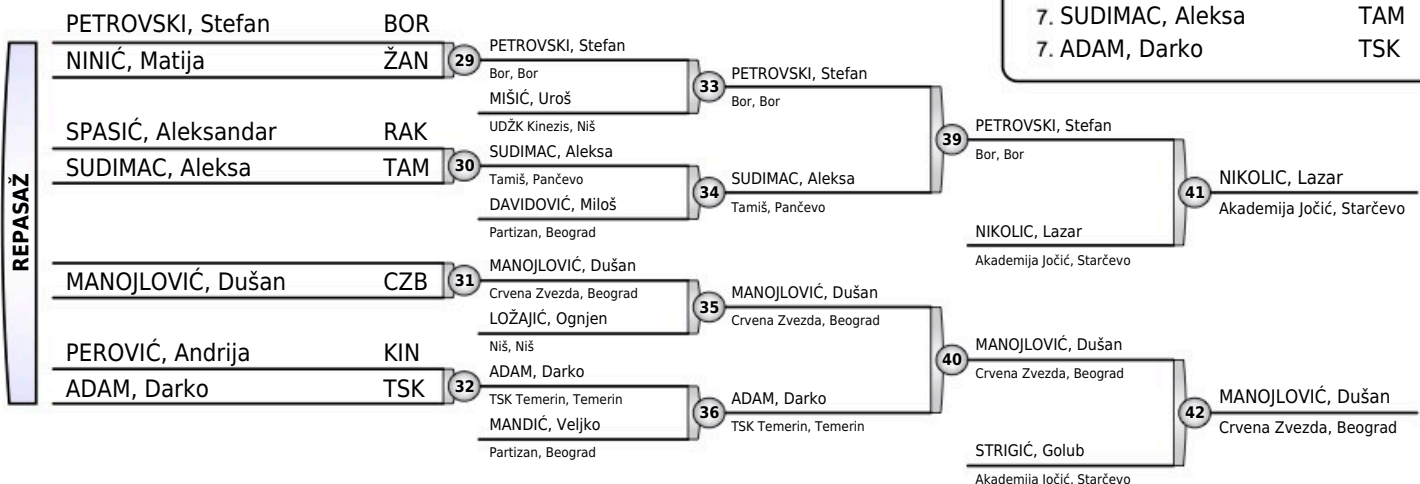 7. SUDIMAC, Aleksa TAM
7. ADAM, Darko TSK
REPASAŽ
PETROVSKI, Stefan BOR
NINIĆ, Matija ŽAN
SPASIĆ, Aleksandar RAK
SUDIMAC, Aleksa TAM
MANOJLOVIĆ, Dušan CZB
PEROVIĆ, Andrija KIN
ADAM, Darko TSK
29
30
31
32
PETROVSKI, Stefan
Bor, Bor
MIŠIĆ, Uroš
UDŽK Kinezis, Niš
SUDIMAC, Aleksa
Tamiš, Pančevo
DAVIDOVIĆ, Miloš
Partizan, Beograd
MANOJLOVIĆ, Dušan
Crvena Zvezda, Beograd
LOŽAJIĆ, Ognjen
Niš, Niš
ADAM, Darko
TSK Temerin, Temerin
MANDIĆ, Veljko
Partizan, Beograd
33
34
35
36
PETROVSKI, Stefan
Bor, Bor
SUDIMAC, Aleksa
Tamiš, Pančevo
MANOJLOVIĆ, Dušan
Crvena Zvezda, Beograd
ADAM, Darko
TSK Temerin, Temerin
39
40
PETROVSKI, Stefan
Bor, Bor
NIKOLIC, Lazar
Akademija Jočić, Starčevo
MANOJLOVIĆ, Dušan
Crvena Zvezda, Beograd
STRIGIĆ, Golub
Akademija Jočić, Starčevo
41
42
NIKOLIC, Lazar
Akademija Jočić, Starčevo
MANOJLOVIĆ, Dušan
Crvena Zvezda, Beograd